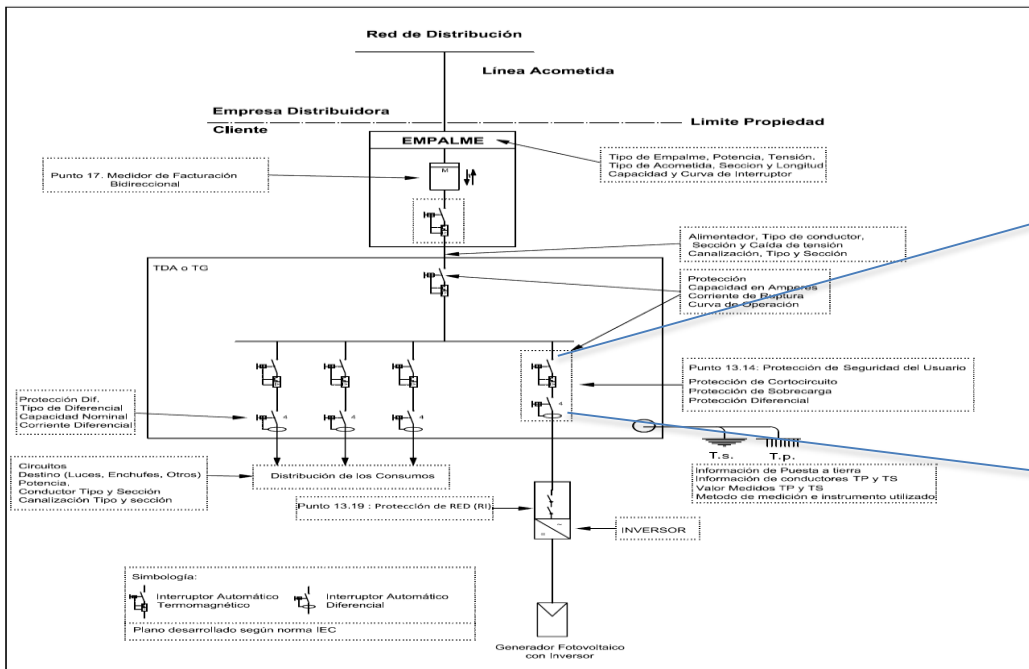 Red de Distribución
Línea Acometida
Empresa Distribuidora
Cliente
Limite Propiedad
EMPALME
Tipo de Empalme, Potencia, Tensión,
Tipo de Acometida, Seccion y Longitud
Capacidad y Curva de Interruptor
Punto 17. Medidor de Facturación
Bidireccional
M
Alimentador, Tipo de conductor,
Sección y Caída de tensión
Canalización, Tipo y Sección
TDA o TG
Protección
Capacidad en Amperes
Corriente de Ruptura
Curva de Operación
Punto 13.14: Protección de Seguridad del Usuario
Protección de Cortocircuito
Protección de Sobrecarga
Protección Diferencial
Protección Dif.
Tipo de Diferencial
Capacidad Nominal
Corriente Diferencial
4
4
4
4
T.s.
T.p.
Información de Puesta a tierra
Información de conductores TP y TS
Valor Medidos TP y TS
Metodo de medición e instrumento utilizado
Circuitos
Destino (Luces, Enchufes, Otros)
Potencia,
Conductor Tipo y Sección
Canalización Tipo y sección
Distribución de los Consumos
Punto 13.19 : Protección de RED (RI)
INVERSOR
Simbología:
Interruptor Automático
Termomagnético
Interruptor Automático
Diferencial
Plano desarrollado según norma IEC
Generador Fotovoltaico
con Inversor